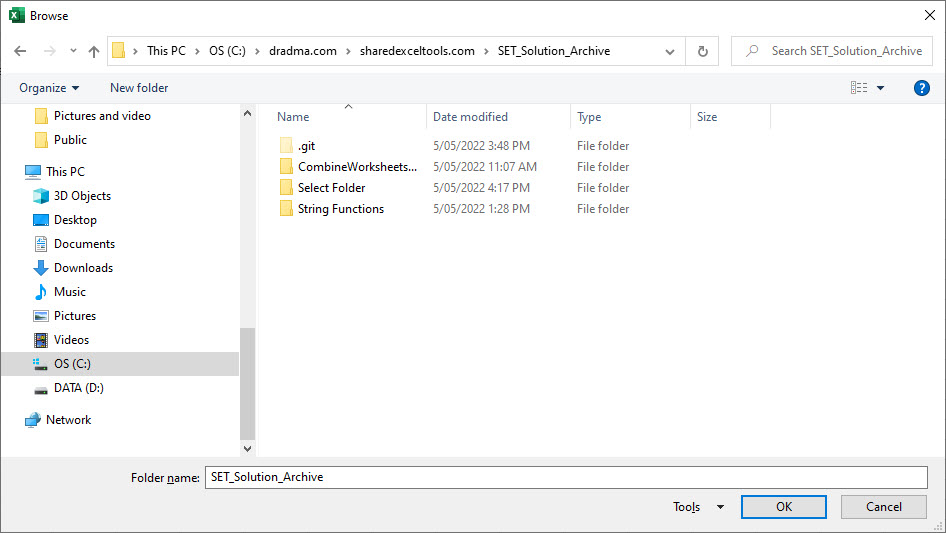 Browse
This PC > OS (C:) > dradma.com > sharedexceltools.com > SET_Solution_Archive
Search SET_Solution_Archive
Organize
New folder
?
Pictures and video
Public
This PC
3D Objects
Desktop
Documents
Downloads
Music
Pictures
Videos
OS (C:)
DATA (D:)
Network
Name Date modified Type Size
.git 5/05/2022 3:48 PM File folder
CombineWorksheets... 5/05/2022 11:07 AM File folder
Select Folder 5/05/2022 4:17 PM File folder
String Functions 5/05/2022 1:28 PM File folder
Folder name: SET_Solution_Archive
Tools OK Cancel